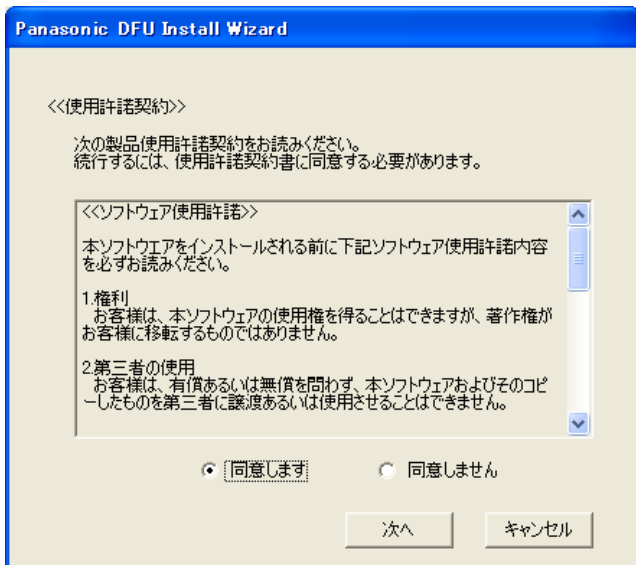 Panasonic DFU Install Wizard
<<使用許諾契約>>
次の製品使用許諾契約をお読みください。
続行するには、使用許諾契約書に同意する必要があります。
<<ソフトウェア使用許諾>>
本ソフトウエアをインストールされる前に下記ソフトウェア使用許諾内容
を必ずお読みください。
1.権利
お客様は、本ソフトウェアの使用権を得ることはできますが、著作権が
お客様に移転するものではありません。
2.第三者の使用
お客様は、有償あるいは無償を問わず、本ソフトウェアおよびそのコピ
ーしたものを第三者に譲渡あるいは使用させることはできません。
同意します
同意しません
次へ
キャンセル